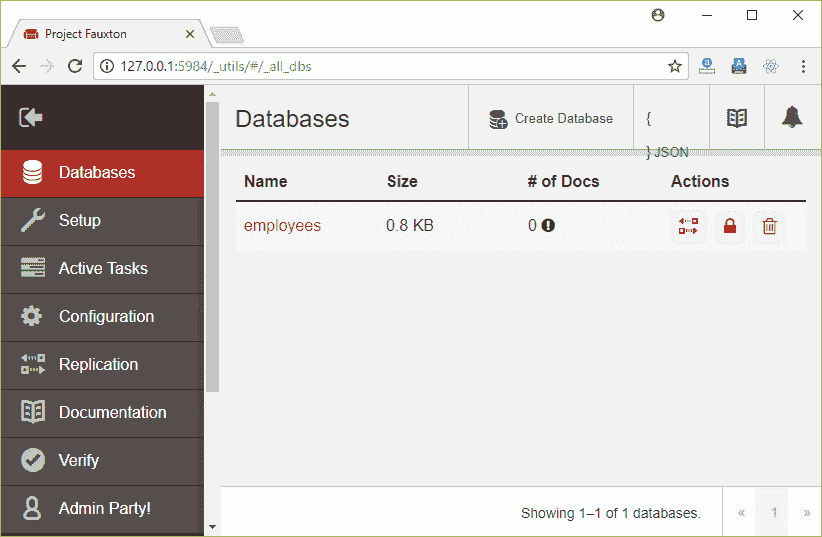 Project Fauxton
127.0.0.1:5984/_utils/#/_all_dbs
Databases
Create Database
{
} JSON
Databases
Setup
Active Tasks
Configuration
Replication
Documentation
Verify
Admin Party!
Name Size # of Docs Actions
employees 0.8 KB 0
Showing 1–1 of 1 databases. « 1 »